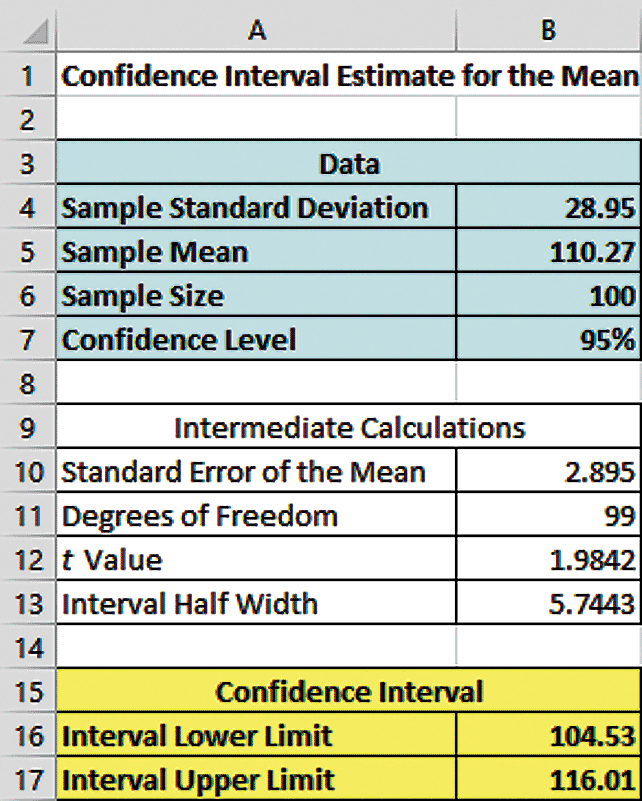 A B
1 Confidence Interval Estimate for the Mean
2
3 Data
4 Sample Standard Deviation 28.95
5 Sample Mean 110.27
6 Sample Size 100
7 Confidence Level 95%
8
9 Intermediate Calculations
10 Standard Error of the Mean 2.895
11 Degrees of Freedom 99
12 t Value 1.9842
13 Interval Half Width 5.7443
14
15 Confidence Interval
16 Interval Lower Limit 104.53
17 Interval Upper Limit 116.01